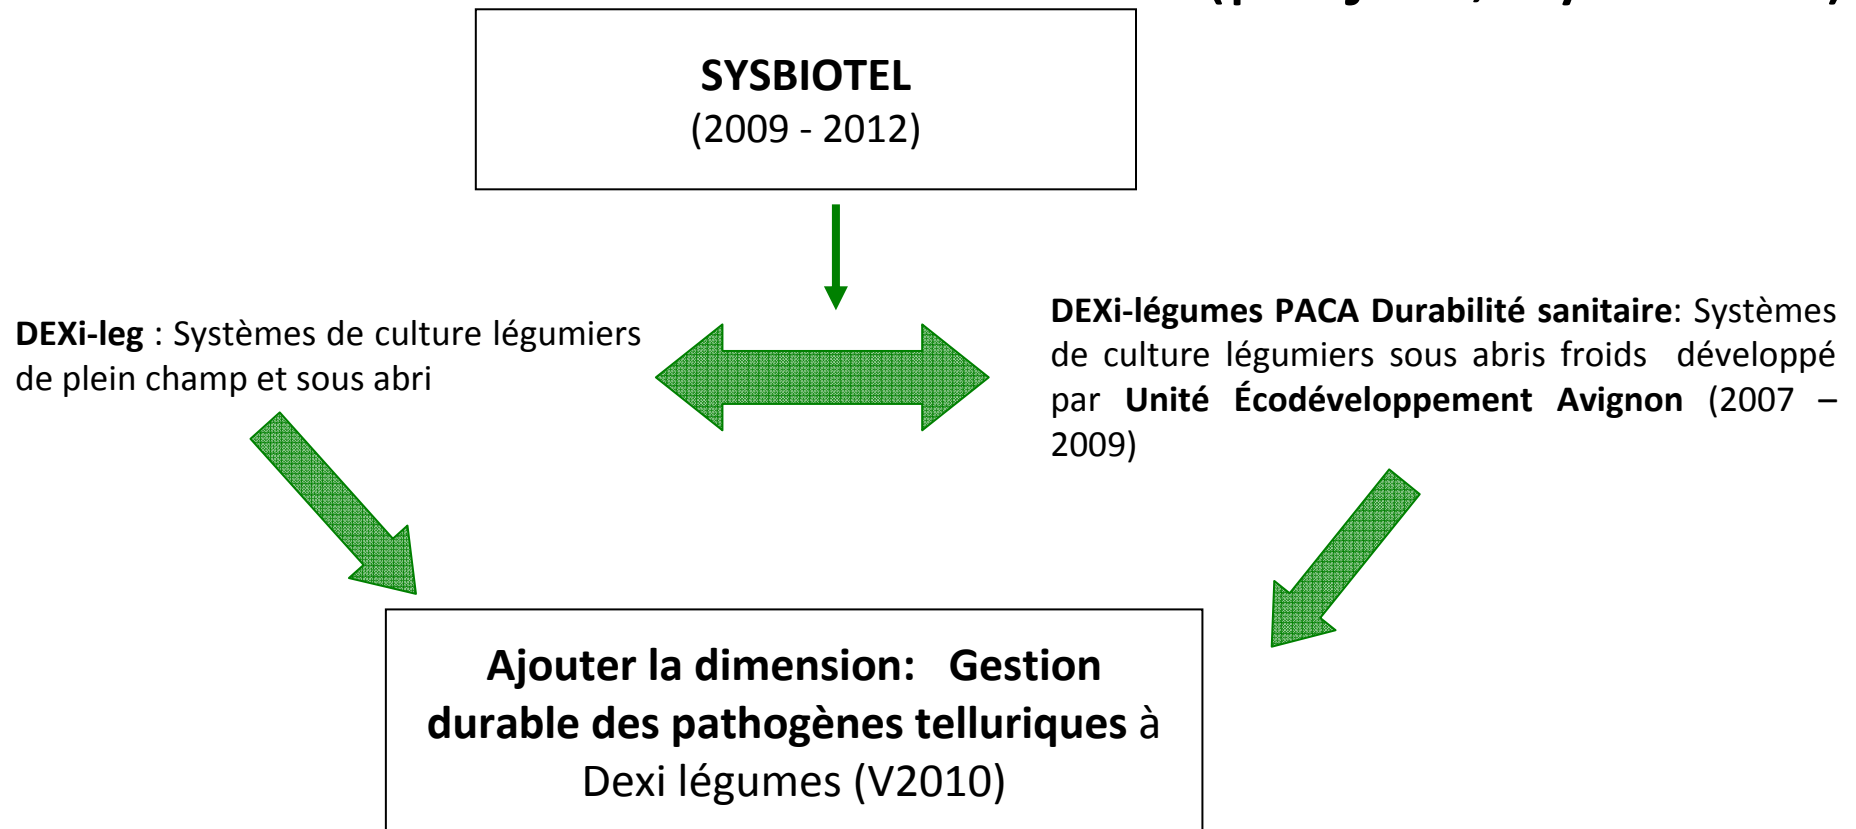 SYSBIOTEL
(2009 - 2012)
DEXi-leg : Systèmes de culture légumiers
de plein champ et sous abri
DEXi-légumes PACA Durabilité sanitaire: Systèmes
de culture légumiers sous abris froids développé
par Unité Écodéveloppement Avignon (2007 –
2009)
Ajouter la dimension: Gestion
durable des pathogènes telluriques à
Dexi légumes (V2010)